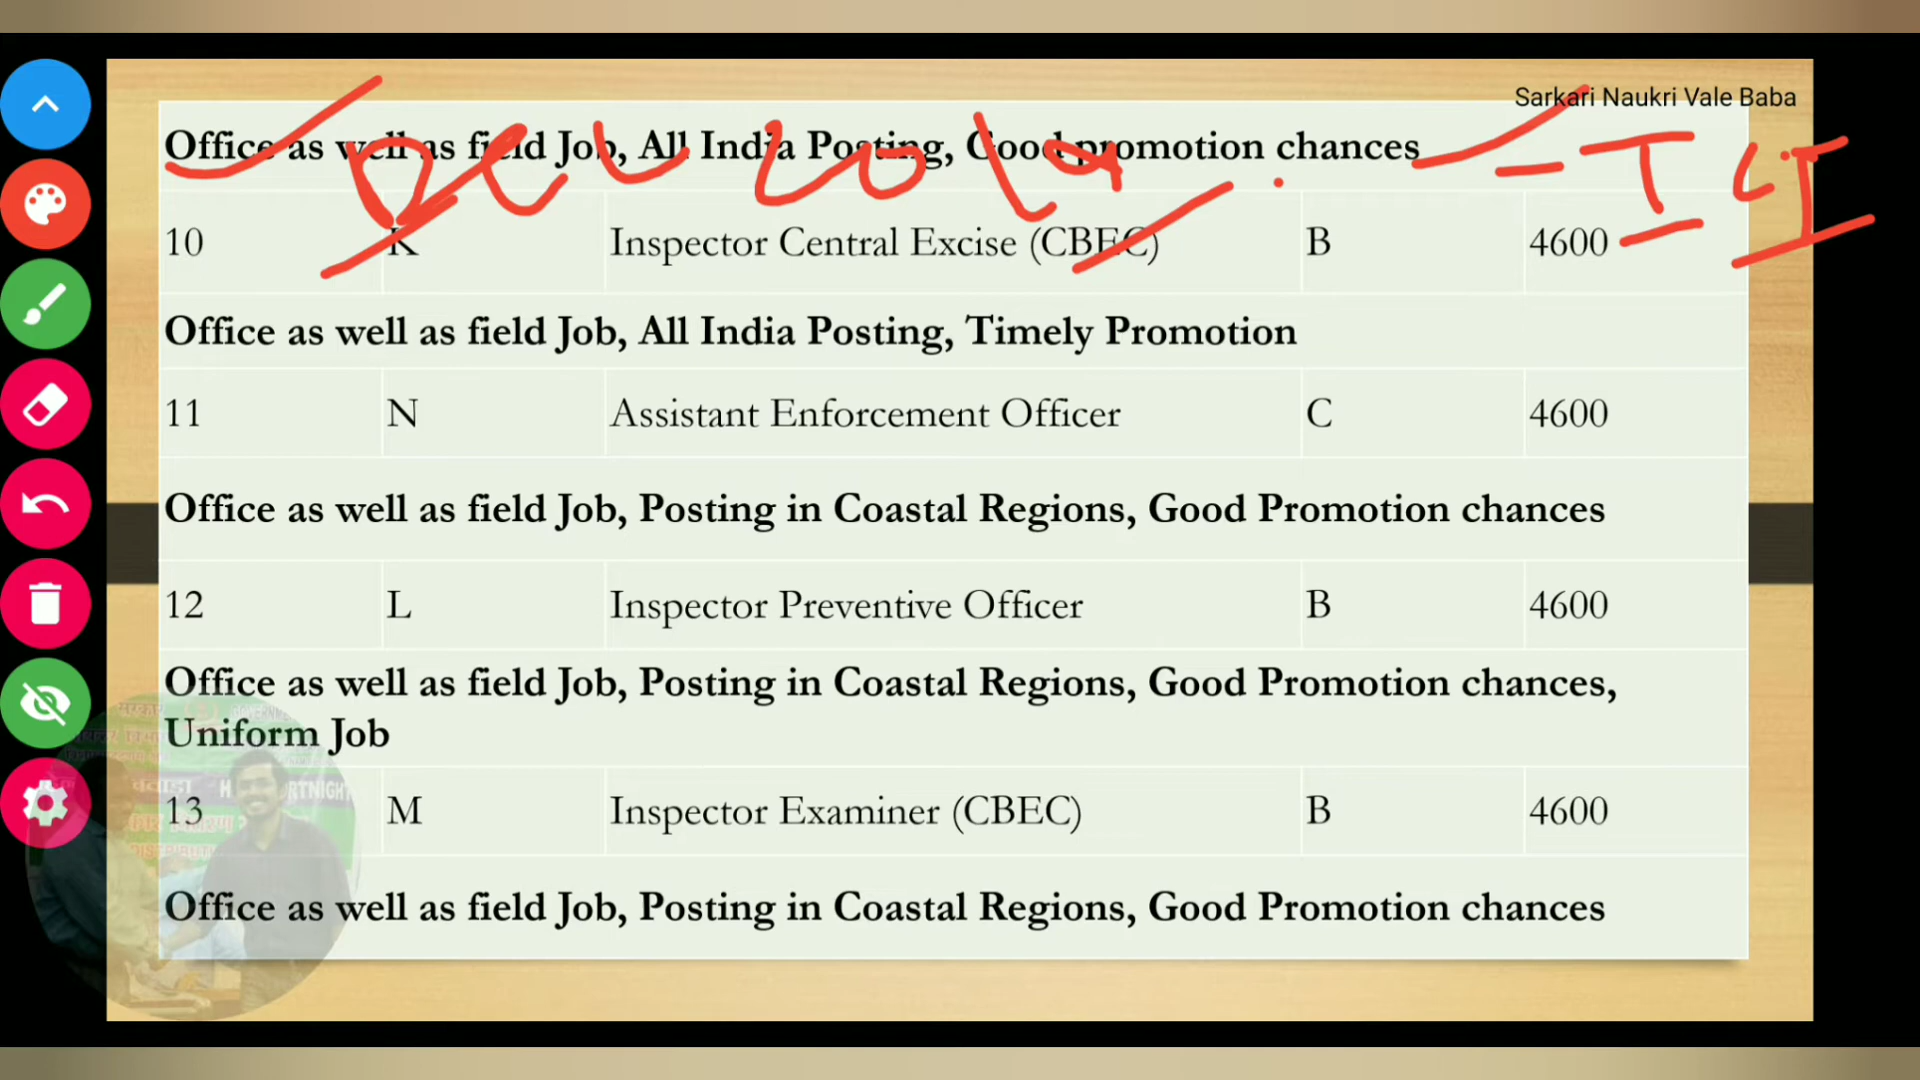 Sarkari Naukri Vale Baba
Office as well as field Job, All India Posting, Good promotion chances
10 K Inspector Central Excise (CBEC) B 4600
Office as well as field Job, All India Posting, Timely Promotion
11 N Assistant Enforcement Officer C 4600
Office as well as field Job, Posting in Coastal Regions, Good Promotion chances
12 L Inspector Preventive Officer B 4600
Office as well as field Job, Posting in Coastal Regions, Good Promotion chances,
Uniform Job
13 M Inspector Examiner (CBEC) B 4600
Office as well as field Job, Posting in Coastal Regions, Good Promotion chances